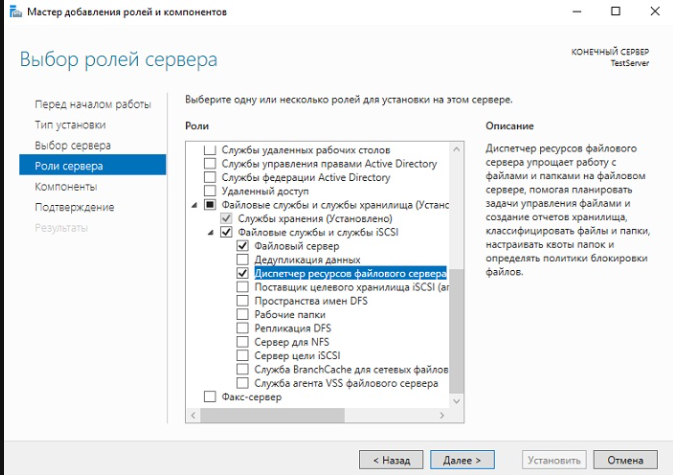 Мастер добавления ролей и компонентов
Выбор ролей сервера
КОНЕЧНЫЙ СЕРВЕР
TestServer
Перед началом работы
Тип установки
Выбор сервера
Роли сервера
Компоненты
Подтверждение
Результаты
Выберите одну или несколько ролей для установки на этом сервере.
Роли
Службы удаленных рабочих столов
Службы управления правами Active Directory
Службы федерации Active Directory
Удаленный доступ
Файловые службы и службы хранилища (Устано
Службы хранения (Установлено)
Файловые службы и службы iSCSI
Файловый сервер
Дедупликация данных
Диспетчер ресурсов файлового сервера
Поставщик целевого хранилища iSCSI (ап
Пространства имен DFS
Рабочие папки
Репликация DFS
Сервер для NFS
Сервер цели iSCSI
Служба BranchCache для сетевых файлов
Служба агента VSS файлового сервера
Факс-сервер
Описание
Диспетчер ресурсов файлового
сервера упрощает работу с
файлами и папками на файловом
сервере, помогая планировать
задачи управления файлами и
создание отчетов хранилища,
классифицировать файлы и папки,
настраивать квоты папок и
определять политики блокировки
файлов.
< Назад
Далее >
Установить
Отмена